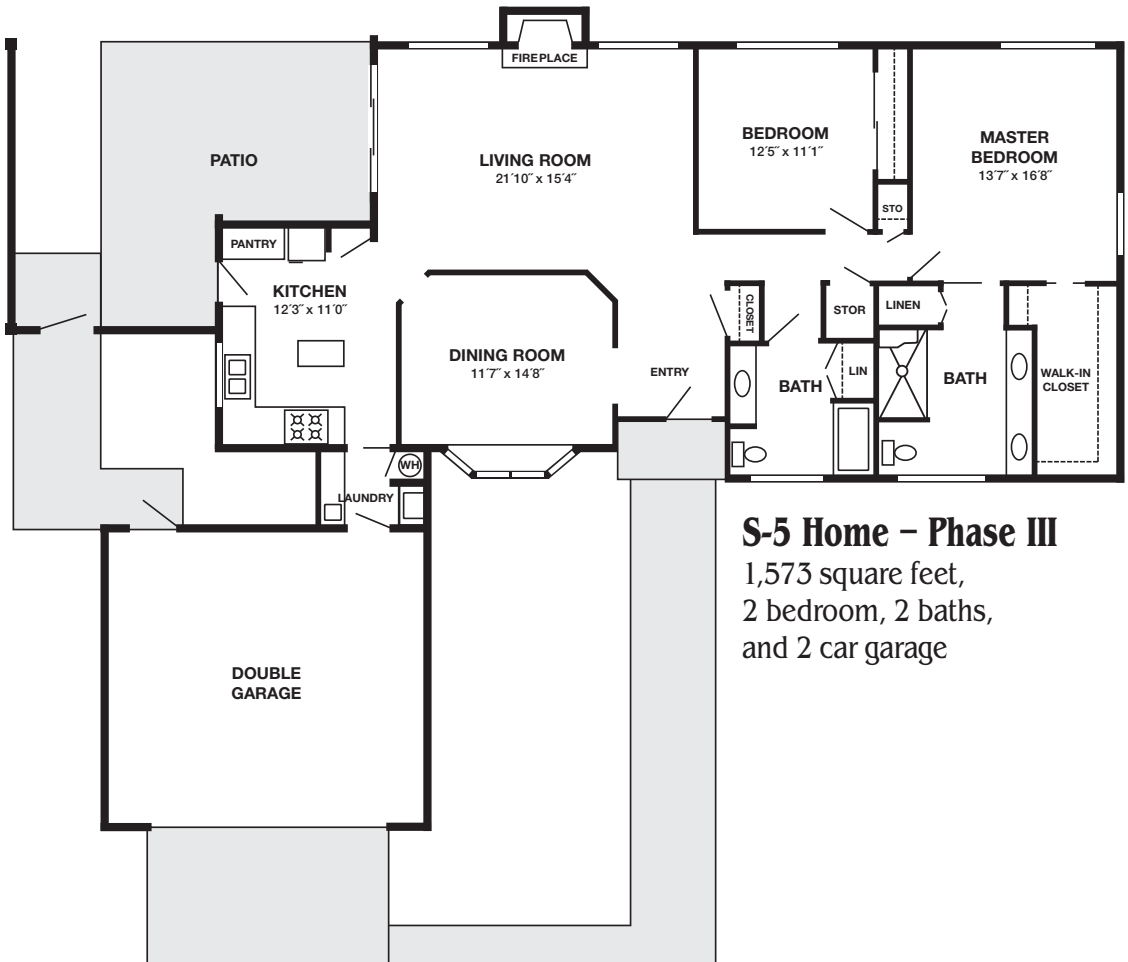 FIREPLACE
PATIO
LIVING ROOM
21´10˝ x 15´4˝
BEDROOM
12´5˝ x 11´1˝
MASTER
BEDROOM
13´7˝ x 16´8˝
STO
PANTRY
KITCHEN
12´3˝ x 11´0˝
DINING ROOM
11´7˝ x 14´8˝
ENTRY
CLOSET
STOR
LINEN
BATH
LIN
BATH
WALK-IN
CLOSET
WH
LAUNDRY
S-5 Home – Phase III
1,573 square feet,
2 bedroom, 2 baths,
and 2 car garage
DOUBLE
GARAGE